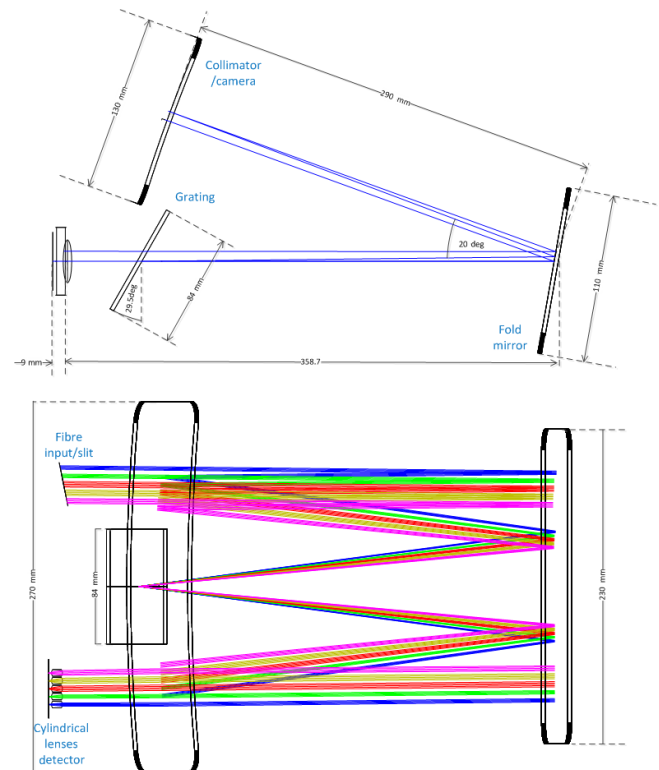 Collimator
/camera
130 mm
290 mm
Grating
20 deg
84 mm
29.5deg
110 mm
Fold
mirror
9 mm
358.7
Fibre
input/slit
84 mm
270 mm
230 mm
Cylindrical
lenses
detector